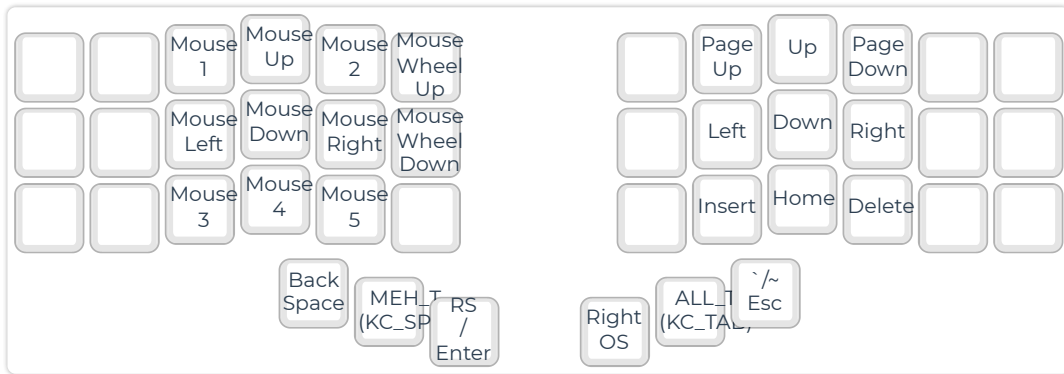 Mouse
1
Mouse
Up
Mouse
2
Mouse
Wheel
Up
Page
Up
Up
Page
Down
Mouse
Left
Mouse
Down
Mouse
Right
Mouse
Wheel
Down
Left
Down
Right
Mouse
3
Mouse
4
Mouse
5
Insert
Home
Delete
Back
Space
MEH_T
(KC_SP
RS
/
Enter
Right
OS
ALL_T
(KC_TAB)
`/~
Esc